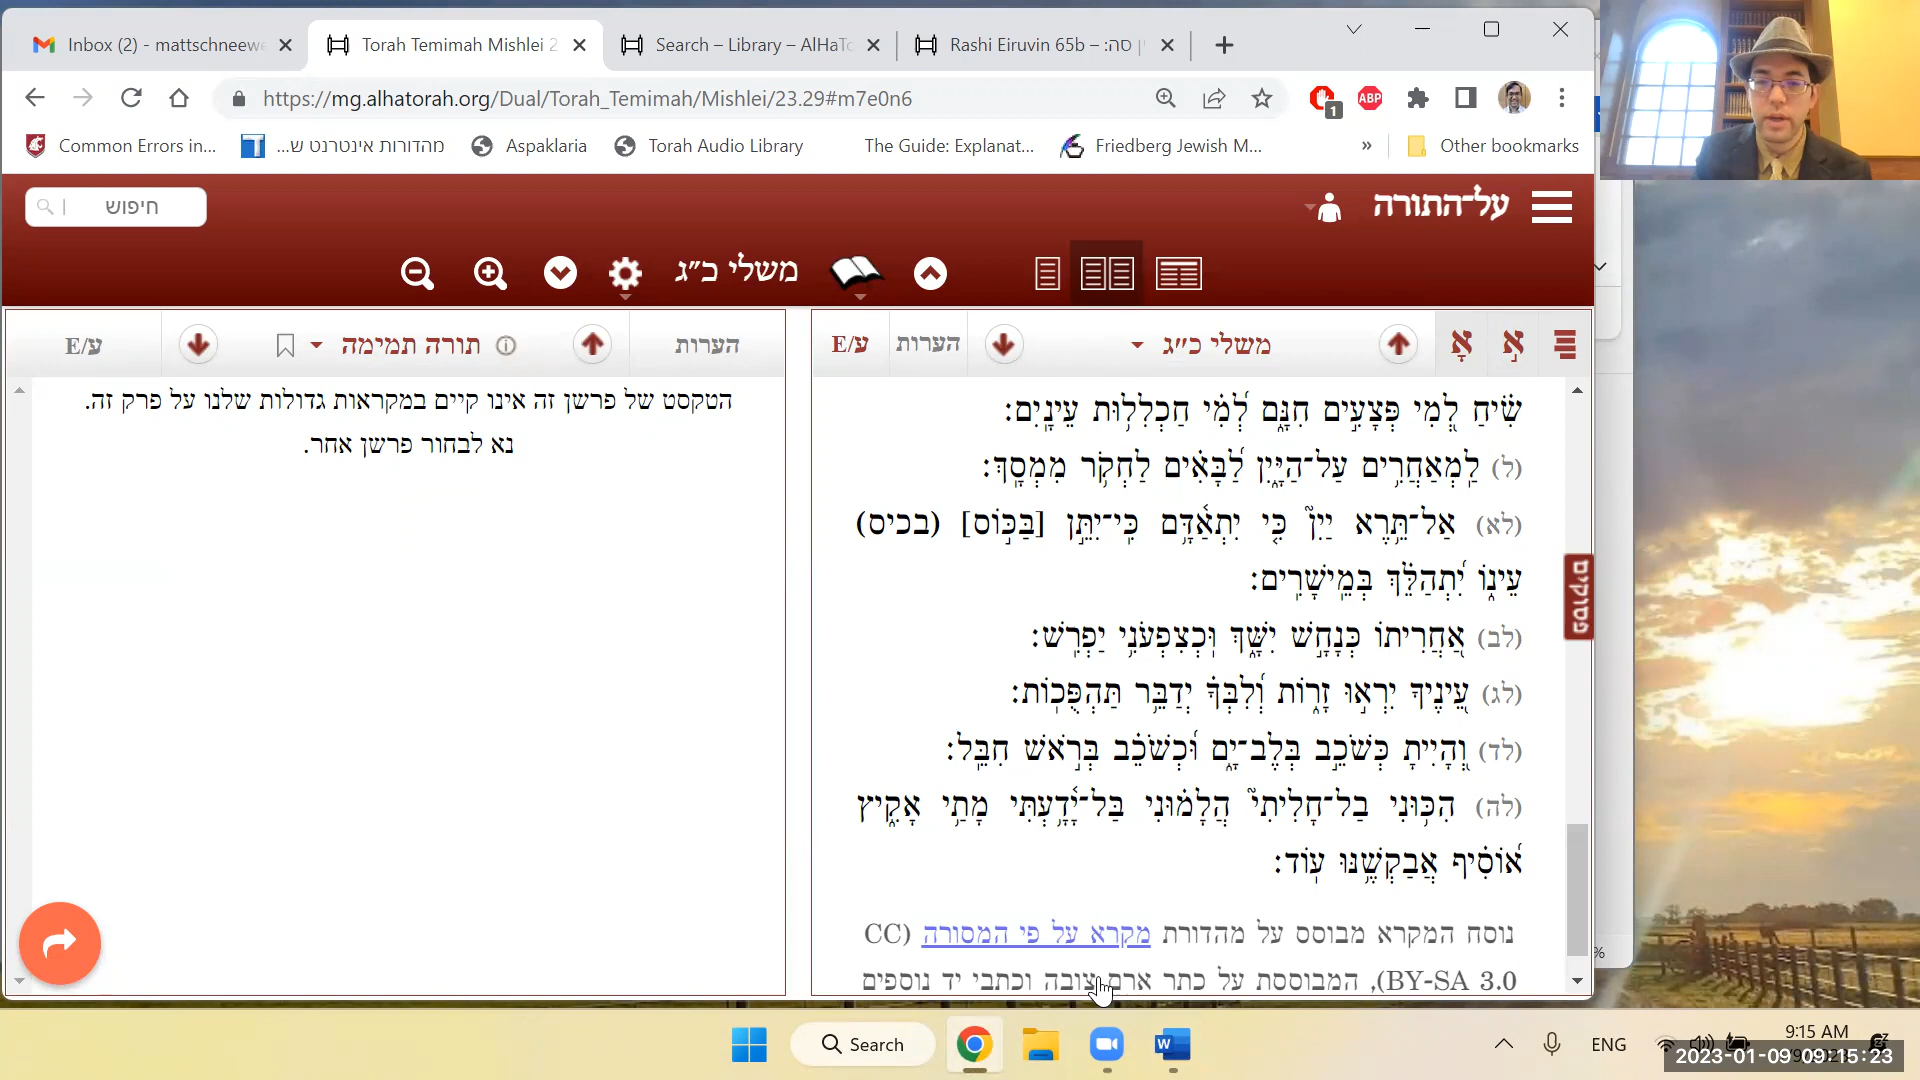 Inbox (2) - mattschneewe
Torah Temimah Mishlei 2
Search – Library – AlHaTo
Rashi Eiruvin 65b – :ין סה
https://mg.alhatorah.org/Dual/Torah_Temimah/Mishlei/23.29#m7e0n6
1
ABP
Common Errors in...
מהדורות אינטרנט ש...
Aspaklaria
Torah Audio Library
The Guide: Explanat...
Friedberg Jewish M...
»
Other bookmarks
חיפוש
על־התורה
משלי כ״ג
E/ע
תורה תמימה
הערות
E/ע
הערות
משלי כ״ג
אָ
א֑
הטקסט של פרשן זה אינו קיים במקראות גדולות שלנו על פרק זה.
נא לבחור פרשן אחר.
שִׂיחַ לְמִי פְּצָעִים חִנָּם לְמִי חַכְלִלוּת עֵינָיִם:
(ל) לַמְאַחֲרִים עַל־הַיָּיִן לַבָּאִים לַחְקֹר מִמְסָךְ:
(לא) אַל־תֵּרֶא יַיִן כִּי יִתְאַדָּם כִּי־יִתֵּן [בַּכּוֹס] (בכיס)
עֵינוֹ יִתְהַלֵּךְ בְּמֵישָׁרִים:
(לב) אַחֲרִיתוֹ כְּנָחָשׁ יִשָּׁךְ וּכְצִפְעֹנִי יַפְרִשׁ:
(לג) עֵינֶיךָ יִרְאוּ זָרוֹת וְלִבְּךָ יְדַבֵּר תַּהְפֻּכוֹת:
(לד) וְהָיִיתָ כְּשֹׁכֵב בְּלֶב־יָם וּכְשֹׁכֵב בְּרֹאשׁ חִבֵּל:
(לה) הִכּוּנִי בַל־חָלִיתִי הֲלָמוּנִי בַּל־יָדָעְתִּי מָתַי אָקִיץ
אוֹסִיף אֲבַקְשֶׁנּוּ עוֹד:
נוסח המקרא מבוסס על מהדורת מקרא על פי המסורה (CC
BY-SA 3.0), המבוססת על כתר ארם צובה וכתבי יד נוספים
פסוקים
%
Search
ENG
9:15 AM
2023-01-09 09:15:23